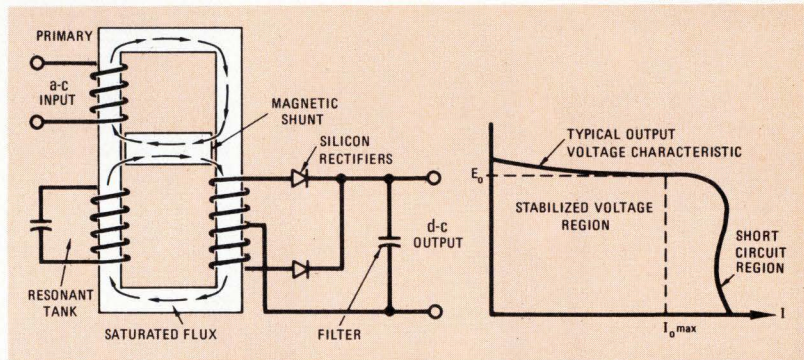 PRIMARY
a-c
INPUT
MAGNETIC
SHUNT
SILICON
RECTIFIERS
d-c
OUTPUT
RESONANT
TANK
SATURATED FLUX
FILTER
TYPICAL OUTPUT
VOLTAGE CHARACTERISTIC
E₀
STABILIZED VOLTAGE
REGION
SHORT
CIRCUIT
REGION
I
I₀max